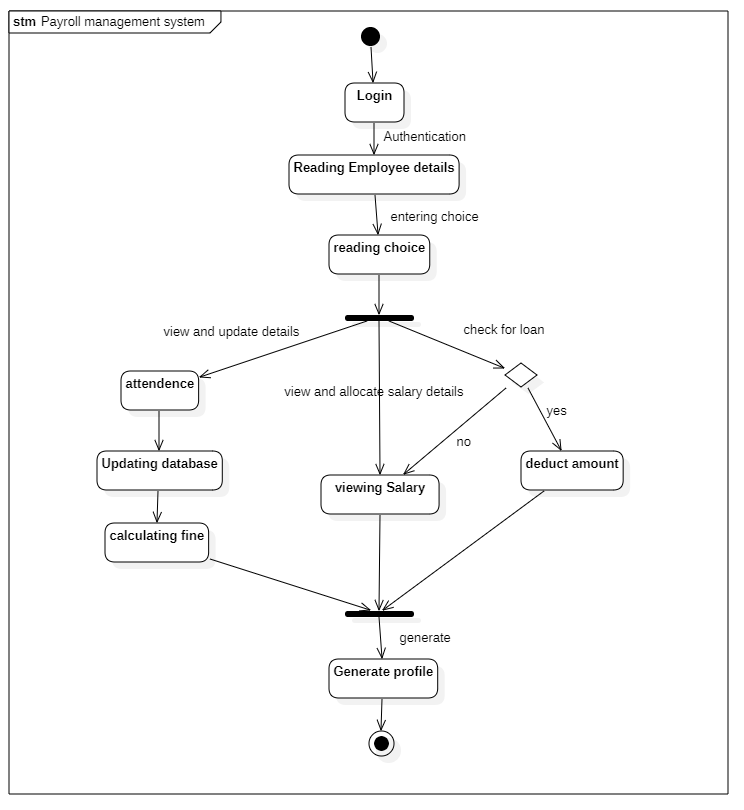 stm Payroll management system
Login
Authentication
Reading Employee details
entering choice
reading choice
view and update details
check for loan
attendence
view and allocate salary details
yes
no
Updating database
deduct amount
viewing Salary
calculating fine
generate
Generate profile